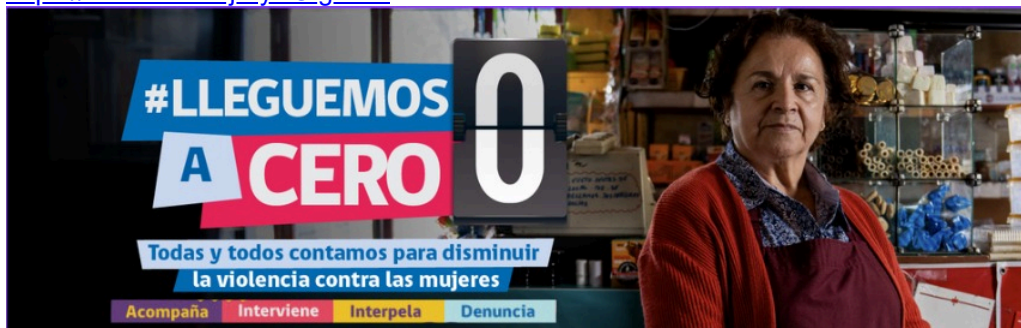 #LLEGUEMOS
A CERO
0
Todas y todos contamos para disminuir
la violencia contra las mujeres
Acompaña Interviene Interpela Denuncia